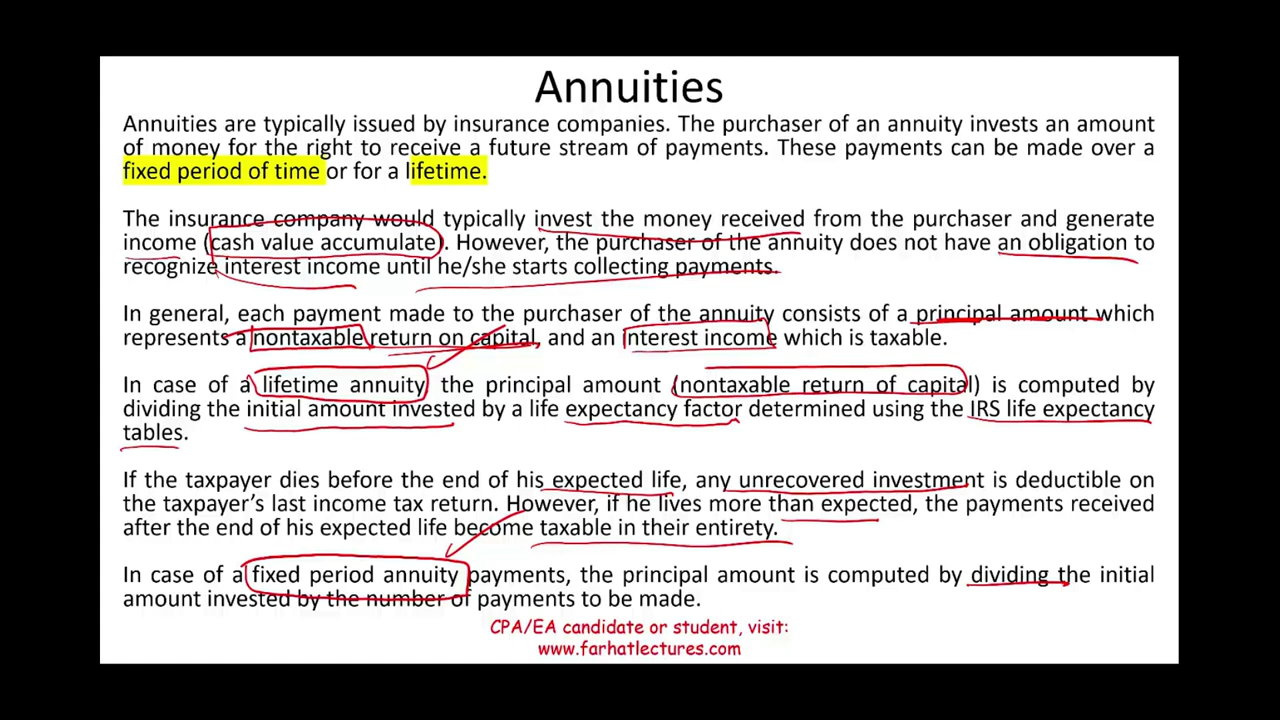 Annuities
Annuities are typically issued by insurance companies. The purchaser of an annuity invests an amount
of money for the right to receive a future stream of payments. These payments can be made over a
fixed period of time or for a lifetime.
The insurance company would typically invest the money received from the purchaser and generate
income (cash value accumulate). However, the purchaser of the annuity does not have an obligation to
recognize interest income until he/she starts collecting payments.
In general, each payment made to the purchaser of the annuity consists of a principal amount which
represents a nontaxable return on capital, and an interest income which is taxable.
In case of a lifetime annuity the principal amount (nontaxable return of capital) is computed by
dividing the initial amount invested by a life expectancy factor determined using the IRS life expectancy
tables.
If the taxpayer dies before the end of his expected life, any unrecovered investment is deductible on
the taxpayer's last income tax return. However, if he lives more than expected, the payments received
after the end of his expected life become taxable in their entirety.
In case of a fixed period annuity payments, the principal amount is computed by dividing the initial
amount invested by the number of payments to be made.
CPA/EA candidate or student, visit:
www.farhatlectures.com